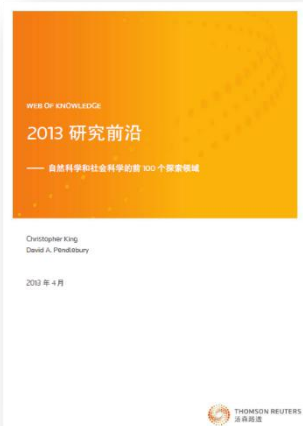 WEB OF KNOWLEDGE
2013 研究前沿
—— 自然科学和社会科学的前 100 个探索领域
Christopher King
David A. Pendlebury
2013 年 4 月
THOMSON REUTERS
汤森路透